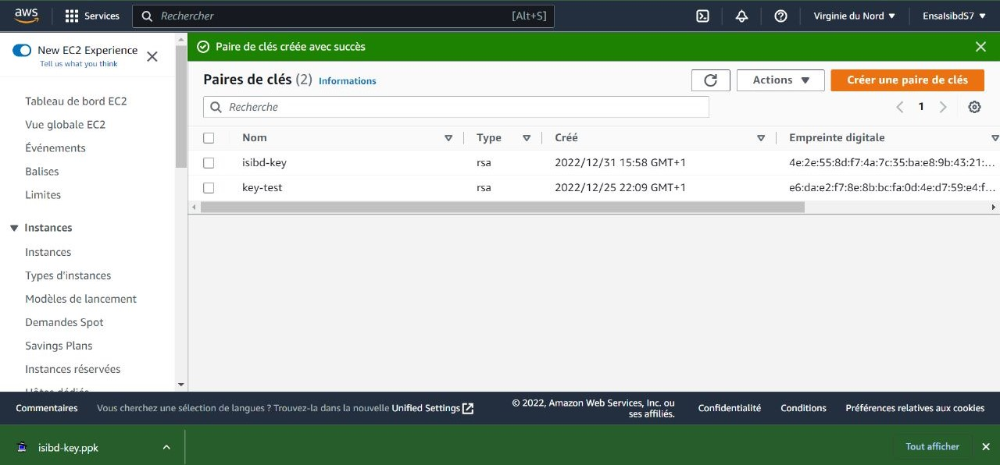 aws
Services
Rechercher
[Alt+S]
Virginie du Nord
EnsaIsibdS7
New EC2 Experience
Tell us what you think
Tableau de bord EC2
Vue globale EC2
Événements
Balises
Limites
Instances
Instances
Types d'instances
Modèles de lancement
Demandes Spot
Savings Plans
Instances réservées
Hôtes dédiés
Paire de clés créée avec succès
Paires de clés (2) Informations
Actions
Créer une paire de clés
Recherche
1
Nom Type Créé Empreinte digitale
isibd-key rsa 2022/12/31 15:58 GMT+1 4e:2e:55:8d:f7:4a:7c:35:ba:e8:9b:43:21:...
key-test rsa 2022/12/25 22:09 GMT+1 e6:da:e2:f7:8e:8b:bc:fa:0d:4e:d7:59:e4:f...
Commentaires
Vous cherchez une sélection de langues ? Trouvez-la dans la nouvelle Unified Settings
© 2022, Amazon Web Services, Inc. ou
ses affiliés.
Confidentialité
Conditions
Préférences relatives aux cookies
isibd-key.ppk
Tout afficher